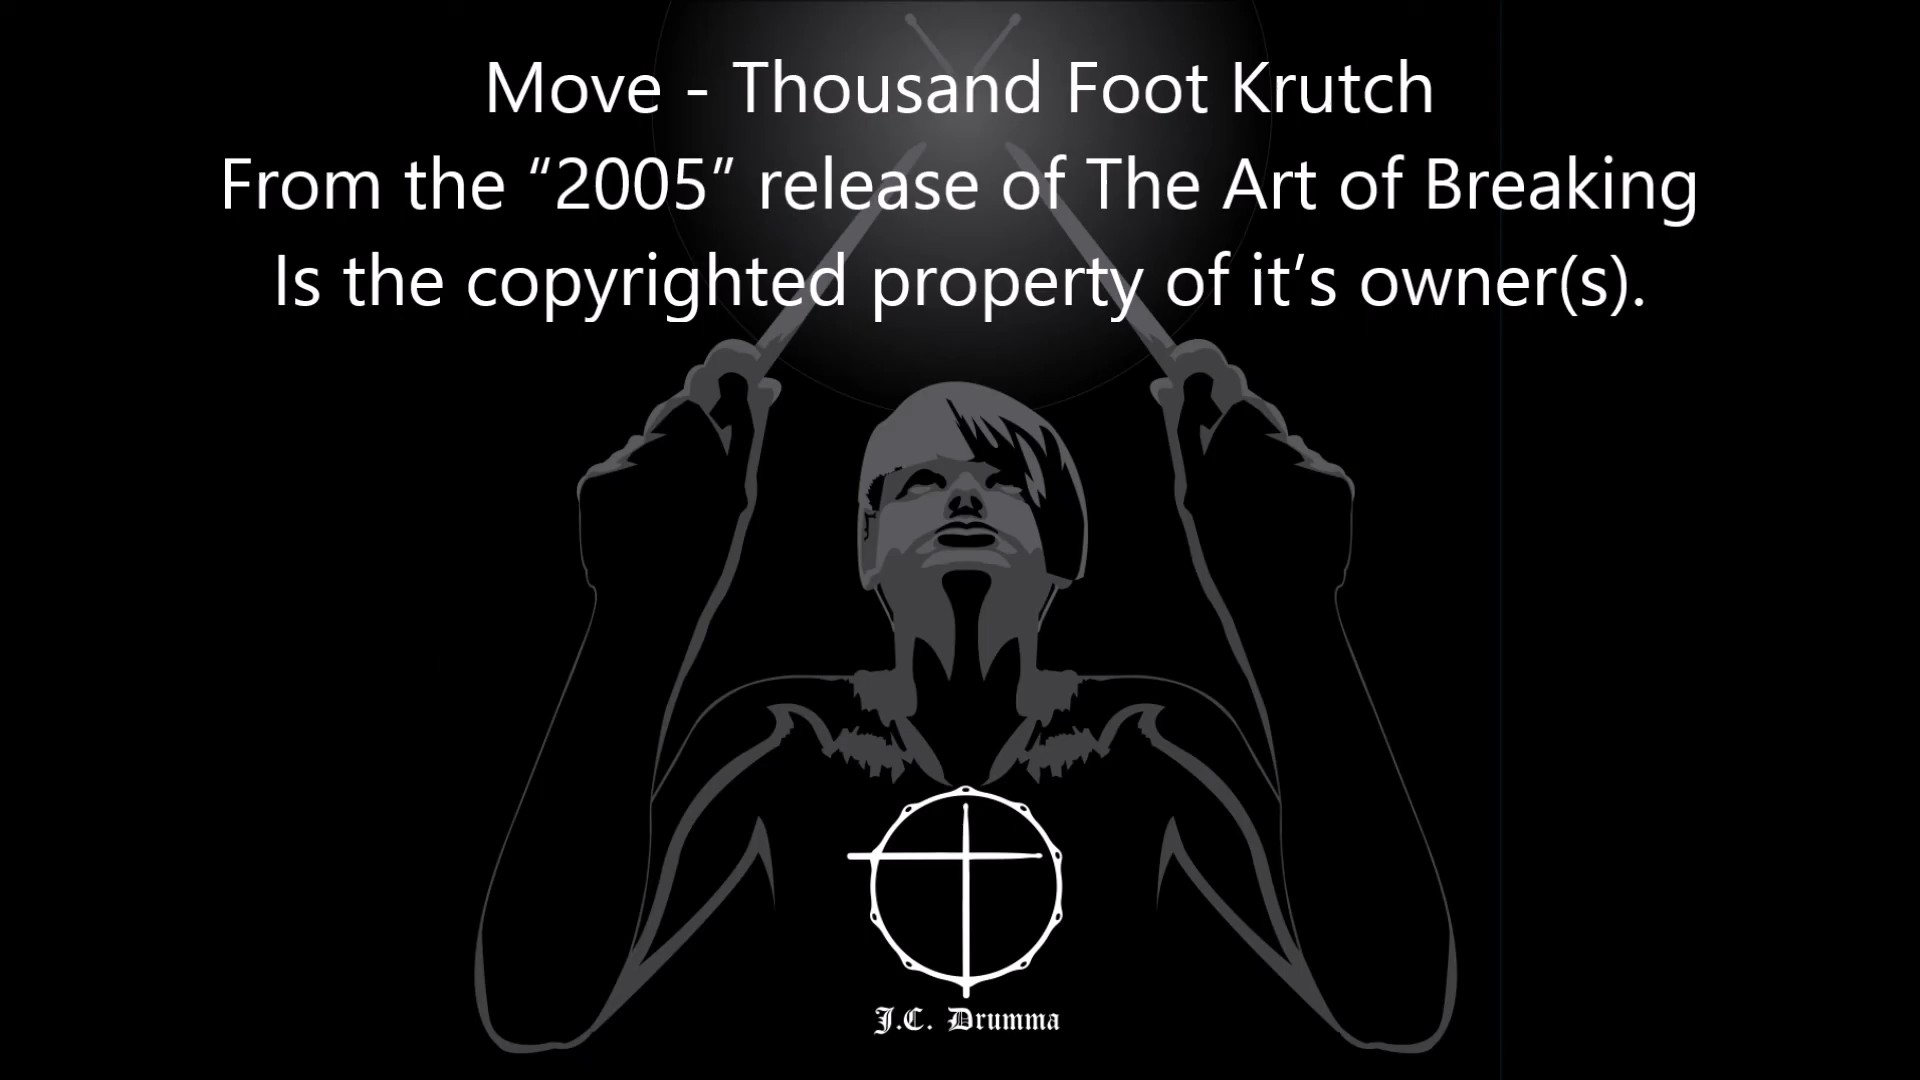 Move - Thousand Foot Krutch
From the “2005” release of The Art of Breaking
Is the copyrighted property of it’s owner(s).
J.C. Drumma